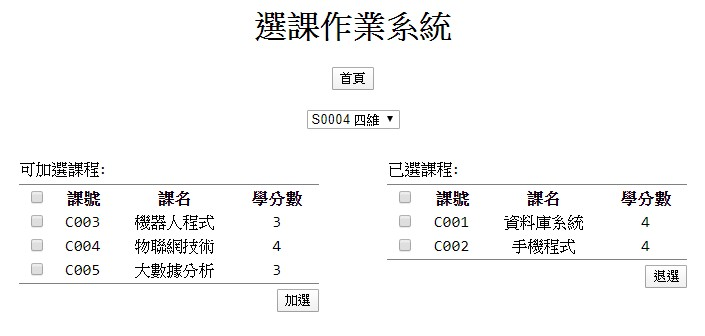 選課作業系統
首頁
S0004 四維
可加選課程:
課號 課名 學分數
C003 機器人程式 3
C004 物聯網技術 4
C005 大數據分析 3
加選
已選課程:
課號 課名 學分數
C001 資料庫系統 4
C002 手機程式 4
退選